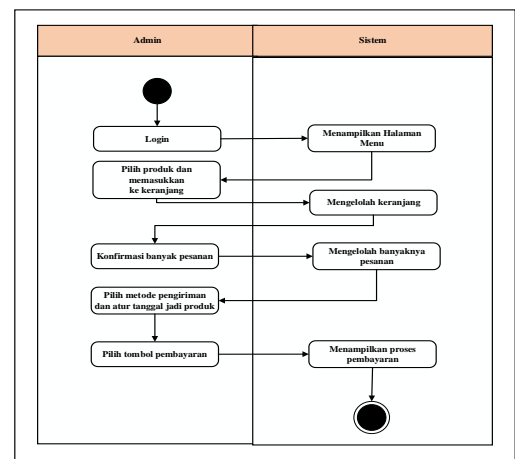 Admin
Sistem
Login
Menampilkan Halaman
Menu
Pilih produk dan
memasukkan
ke keranjang
Mengelolah keranjang
Konfirmasi banyak pesanan
Mengelolah banyaknya
pesanan
Pilih metode pengiriman
dan atur tanggal jadi produk
Pilih tombol pembayaran
Menampilkan proses
pembayaran